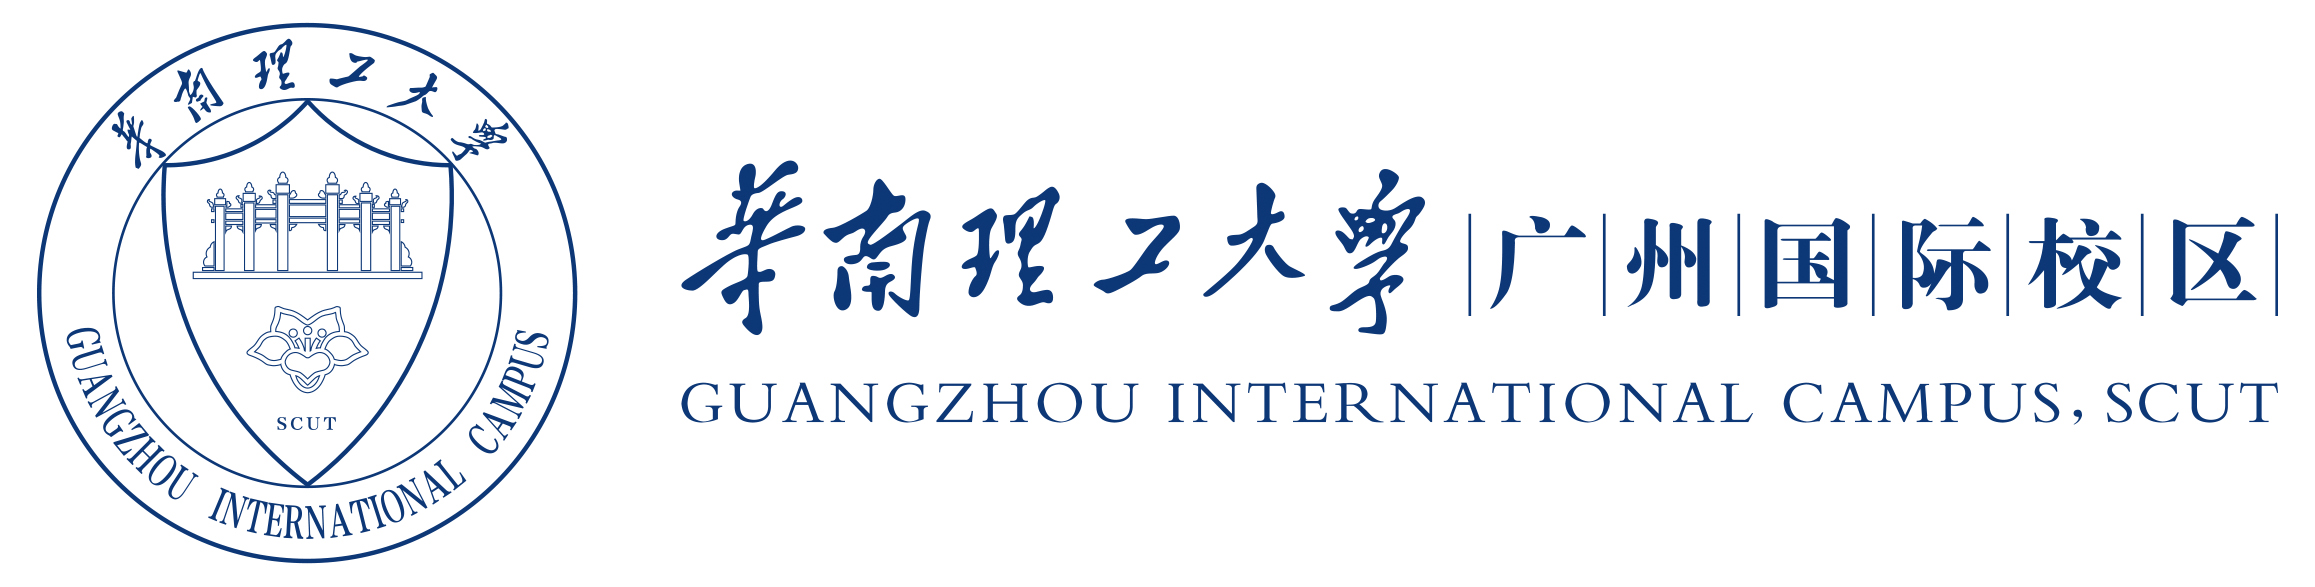 華南理工大學
SCUT
GUANGZHOU INTERNATIONAL CAMPUS
華南理工大學|广|州|国|际|校|区|
GUANGZHOU INTERNATIONAL CAMPUS, SCUT